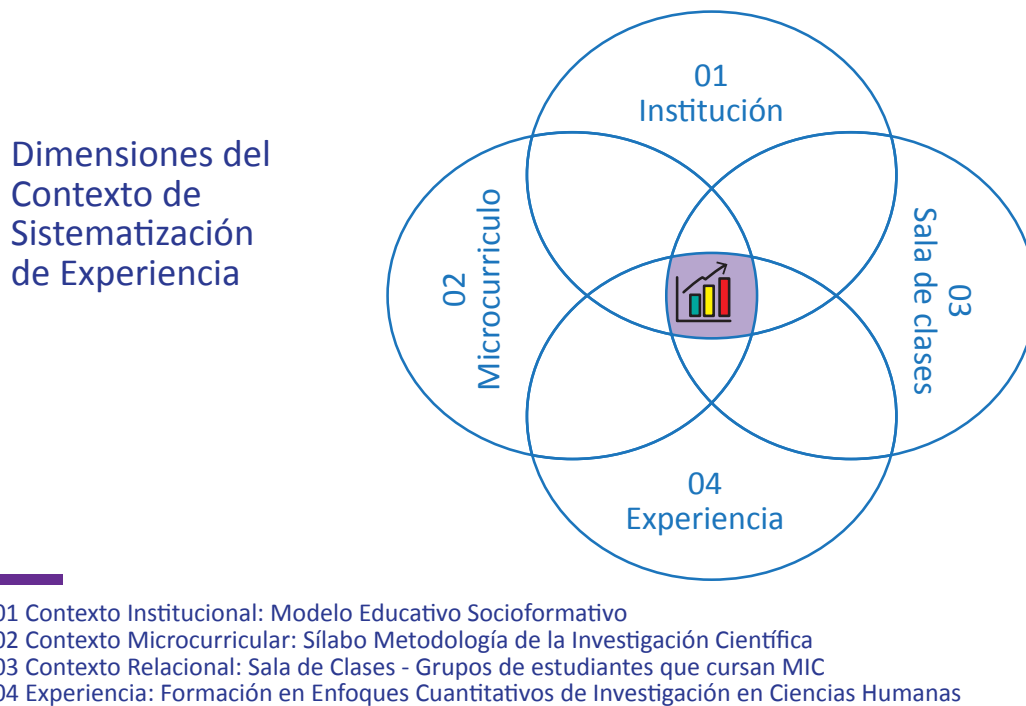 Dimensiones del
Contexto de
Sistematización
de Experiencia
01
Institución
02
Microcurriculo
03
Sala de clases
04
Experiencia
01 Contexto Institucional: Modelo Educativo Socioformativo
02 Contexto Microcurricular: Sílabo Metodología de la Investigación Científica
03 Contexto Relacional: Sala de Clases - Grupos de estudiantes que cursan MIC
04 Experiencia: Formación en Enfoques Cuantitativos de Investigación en Ciencias Humanas